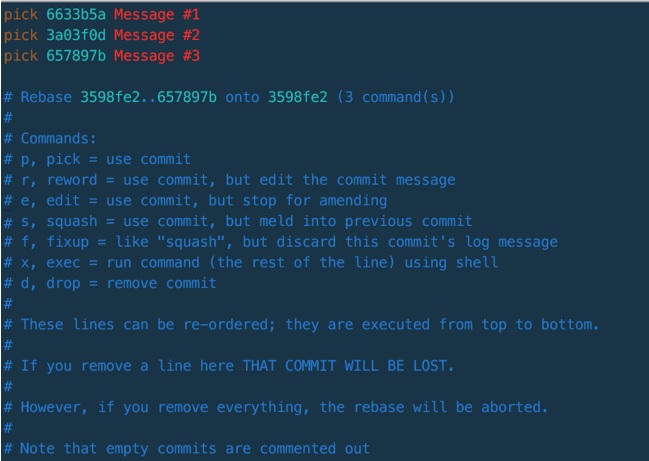 pick 6633b5a Message #1
pick 3a03f0d Message #2
pick 657897b Message #3
# Rebase 3598fe2..657897b onto 3598fe2 (3 command(s))
#
# Commands:
# p, pick = use commit
# r, reword = use commit, but edit the commit message
# e, edit = use commit, but stop for amending
# s, squash = use commit, but meld into previous commit
# f, fixup = like "squash", but discard this commit's log message
# x, exec = run command (the rest of the line) using shell
# d, drop = remove commit
#
# These lines can be re-ordered; they are executed from top to bottom.
#
# If you remove a line here THAT COMMIT WILL BE LOST.
#
# However, if you remove everything, the rebase will be aborted.
#
# Note that empty commits are commented out